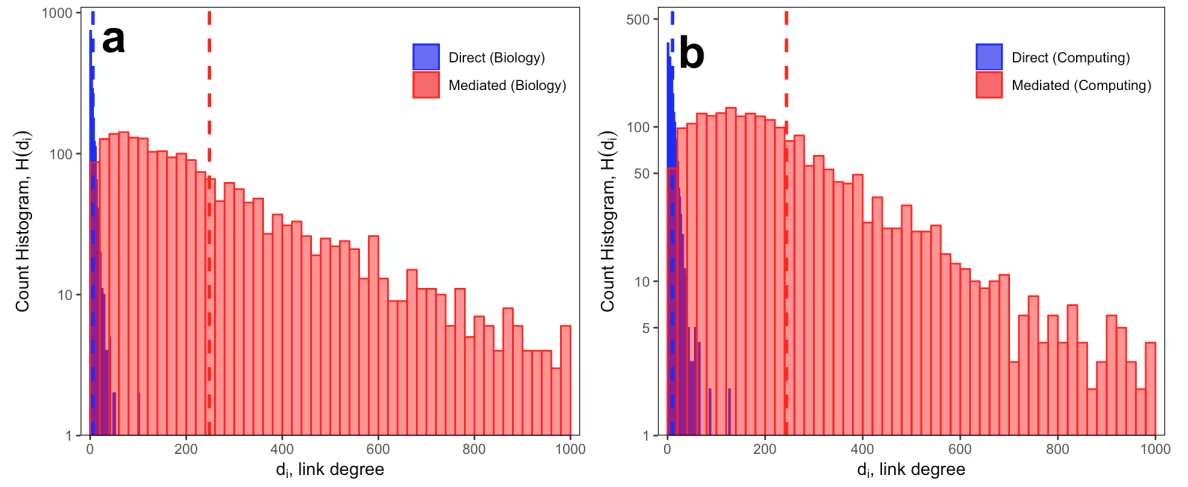 a
Direct (Biology)
Mediated (Biology)
Count Histogram, H(dᵢ)
1000
100
10
1
0
200
400
600
800
1000
dᵢ, link degree
b
Direct (Computing)
Mediated (Computing)
Count Histogram, H(dᵢ)
500
100
50
10
5
1
0
200
400
600
800
1000
dᵢ, link degree